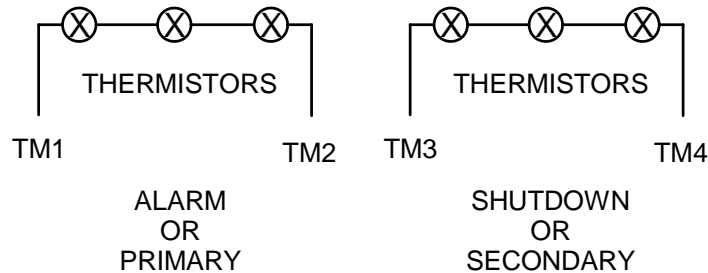 THERMISTORS
TM1
TM2
ALARM
OR
PRIMARY
THERMISTORS
TM3
TM4
SHUTDOWN
OR
SECONDARY